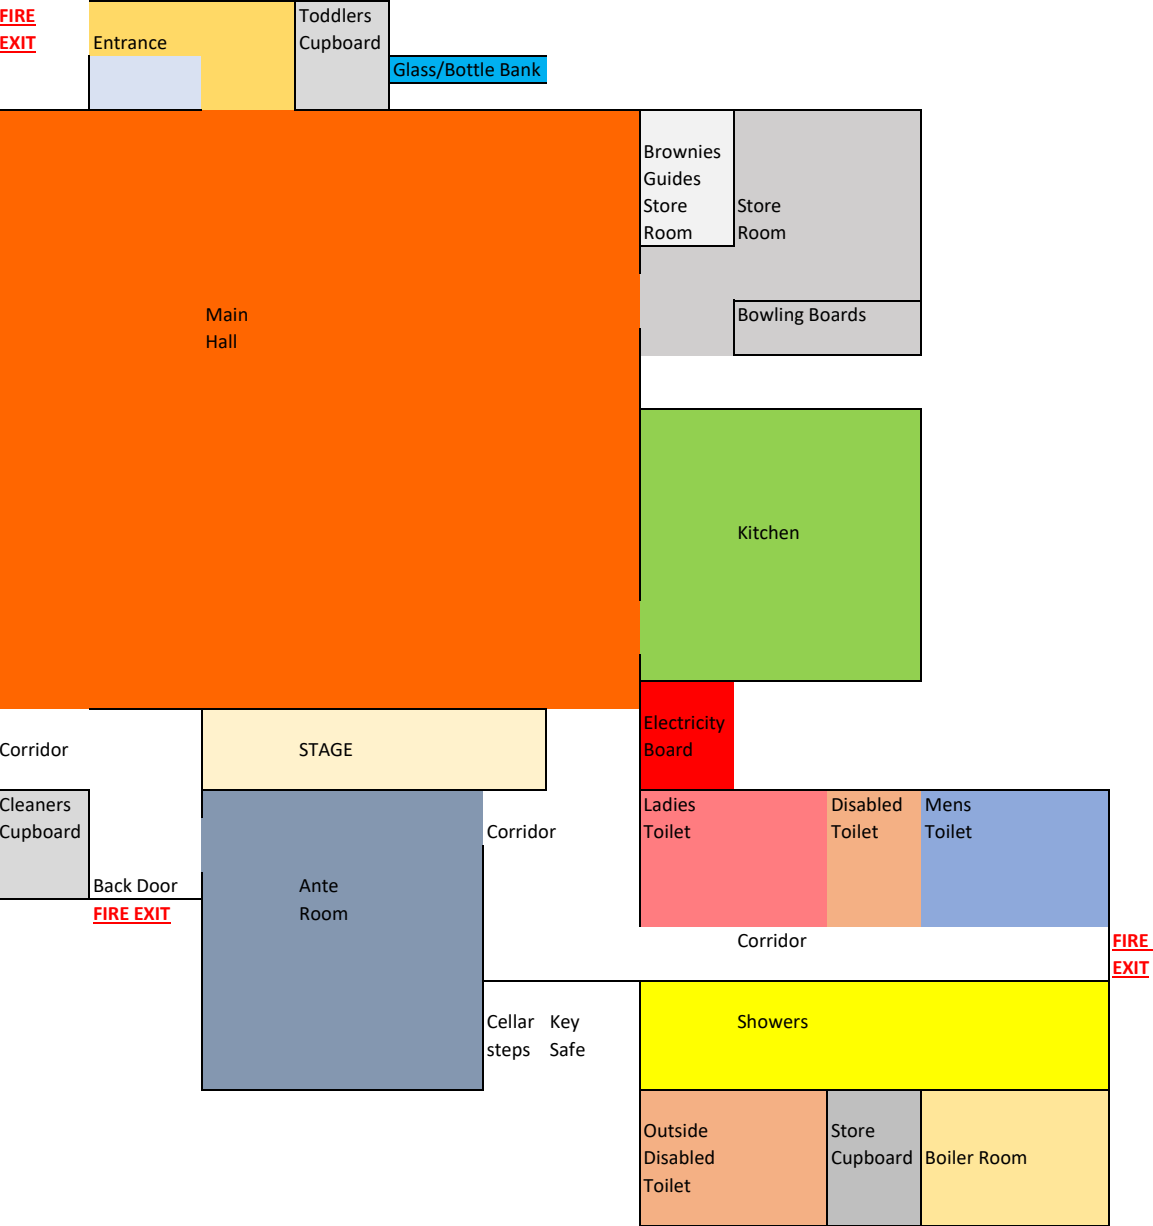 FIRE
EXIT
Entrance
Toddlers
Cupboard
Glass/Bottle Bank
Brownies
Guides
Store
Room
Store
Room
Bowling Boards
Main
Hall
Kitchen
Electricity
Board
Corridor
STAGE
Cleaners
Cupboard
Corridor
Ladies
Toilet
Disabled
Toilet
Mens
Toilet
Back Door
FIRE EXIT
Ante
Room
Corridor
FIRE
EXIT
Cellar
steps
Key
Safe
Showers
Outside
Disabled
Toilet
Store
Cupboard
Boiler Room